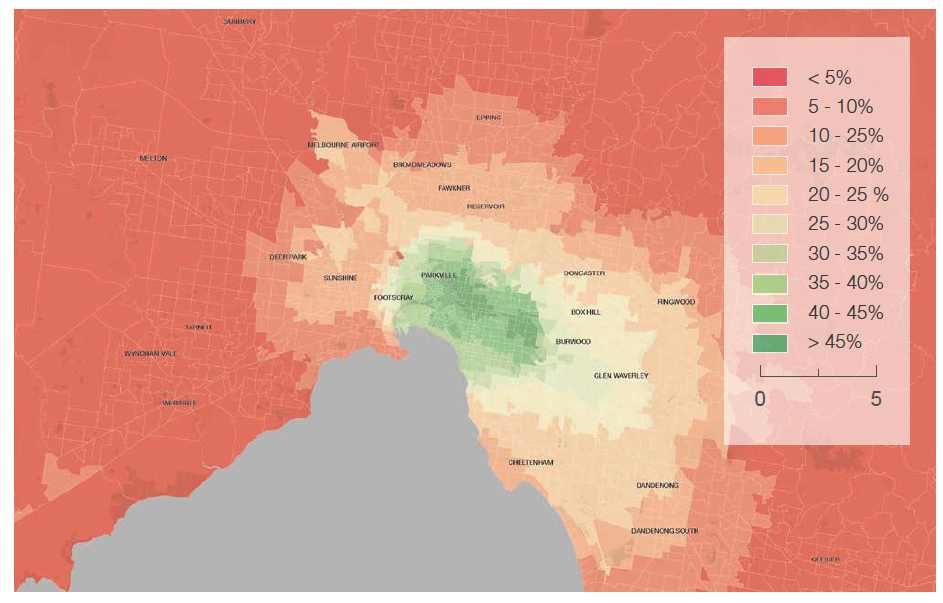 SUNBURY
EPPING
MELBOURNE AIRPORT
MELTON
BROADMEADOWS
FAWKNER
RESERVOIR
DEER PARK
PARKVILLE
DONCASTER
SUNSHINE
FOOTSCRAY
RINGWOOD
BOX HILL
TARNEIT
BURWOOD
WYNDHAM VALE
GLEN WAVERLEY
WERRIBEE
CHELTENHAM
DANDENONG
DANDENONG SOUTH
OFFICER
< 5%
5 - 10%
10 - 25%
15 - 20%
20 - 25 %
25 - 30%
30 - 35%
35 - 40%
40 - 45%
> 45%
0 5